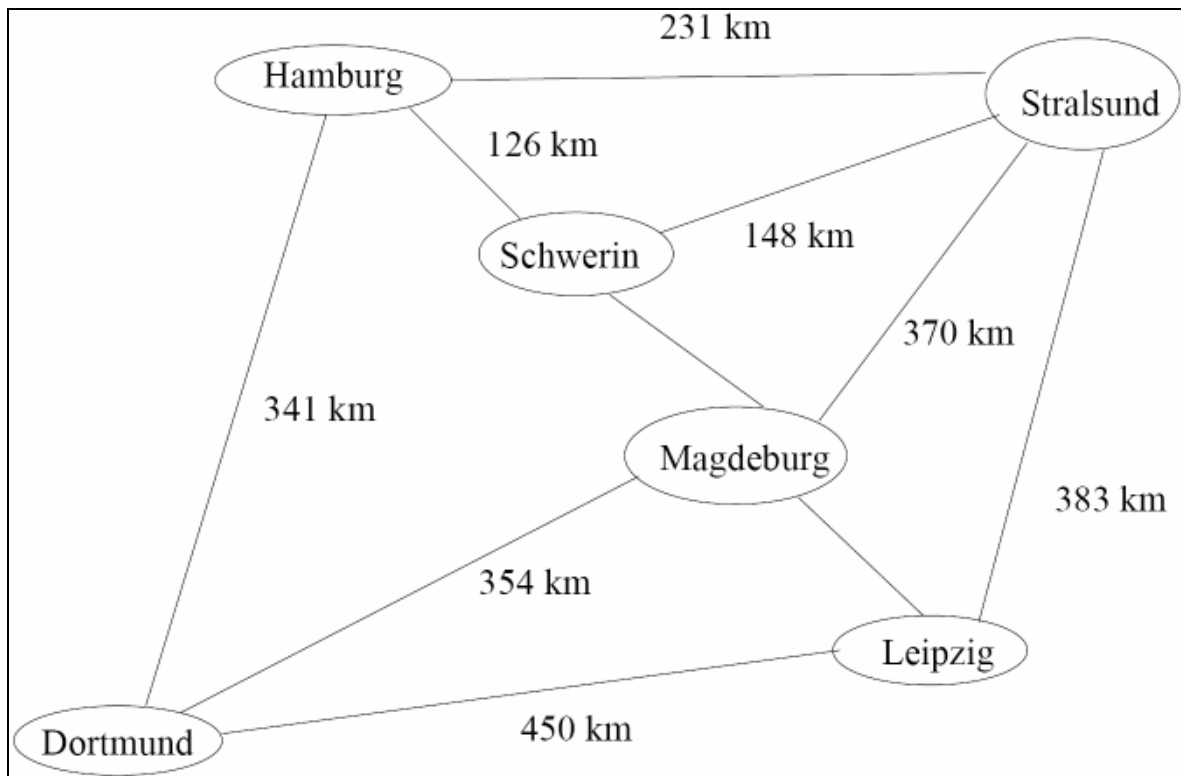 231 km
Hamburg
Stralsund
126 km
148 km
Schwerin
370 km
341 km
Magdeburg
383 km
354 km
Leipzig
450 km
Dortmund